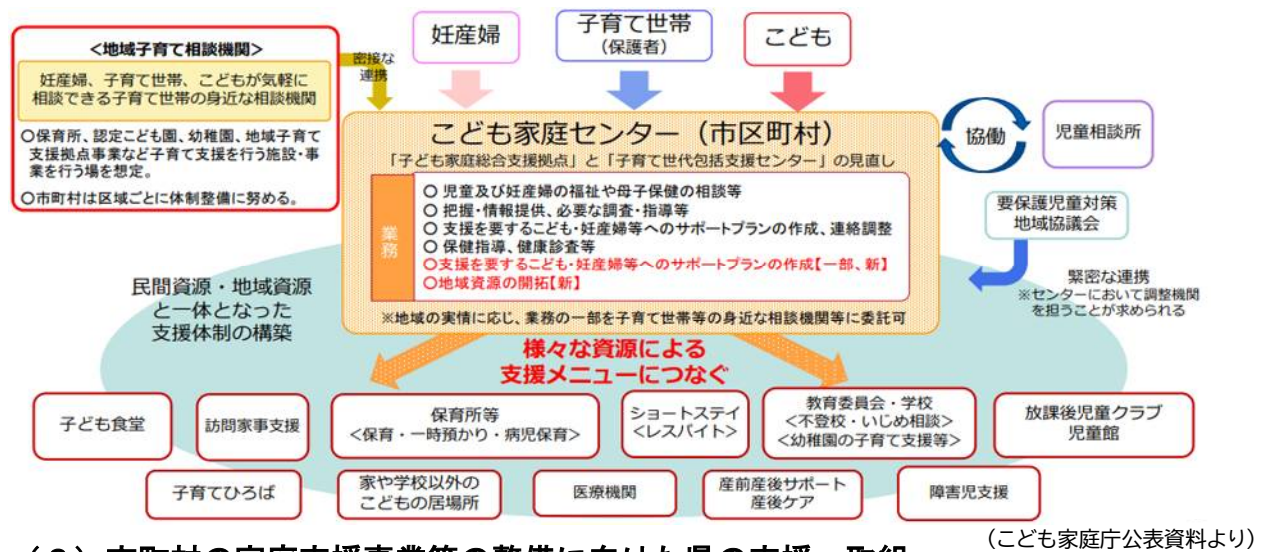 <地域子育て相談機関>
妊産婦、子育て世帯、こどもが気軽に
相談できる子育て世帯の身近な相談機関
○保育所、認定こども園、幼稚園、地域子育て
支援拠点事業など子育て支援を行う施設・事
業を行う場を想定。
○市町村は区域ごとに体制整備に努める。
密接な
連携
妊産婦
子育て世帯
(保護者)
こども
こども家庭センター(市区町村)
「子ども家庭総合支援拠点」と「子育て世代包括支援センター」の見直し
業務
○ 児童及び妊産婦の福祉や母子保健の相談等
○ 把握・情報提供、必要な調査・指導等
○ 支援を要するこども・妊産婦等へのサポートプランの作成、連絡調整
○ 保健指導、健康診査等
○支援を要するこども・妊産婦等へのサポートプランの作成【一部、新】
○地域資源の開拓【新】
※地域の実情に応じ、業務の一部を子育て世帯等の身近な相談機関等に委託可
協働
児童相談所
要保護児童対策
地域協議会
緊密な連携
※センターにおいて調整機関
を担うことが求められる
民間資源・地域資源
と一体となった
支援体制の構築
様々な資源による
支援メニューにつなぐ
子ども食堂
訪問家事支援
保育所等
<保育・一時預かり・病児保育>
ショートステイ
<レスパイト>
教育委員会・学校
<不登校・いじめ相談>
<幼稚園の子育て支援等>
放課後児童クラブ
児童館
子育てひろば
家や学校以外の
こどもの居場所
医療機関
産前産後サポート
産後ケア
障害児支援
(こども家庭庁公表資料より)